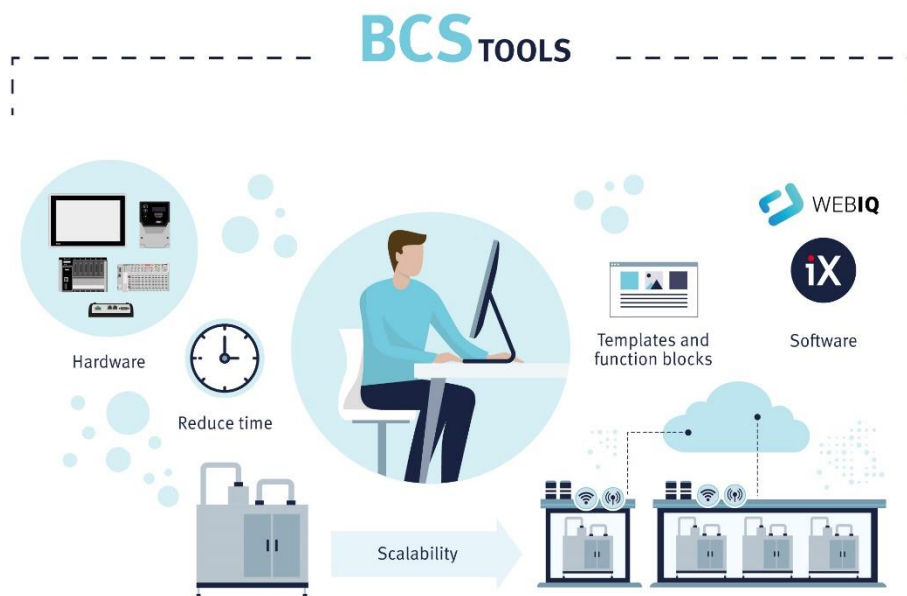 BCS TOOLS
WEBIQ
iX
Hardware
Templates and
function blocks
Software
Reduce time
Scalability